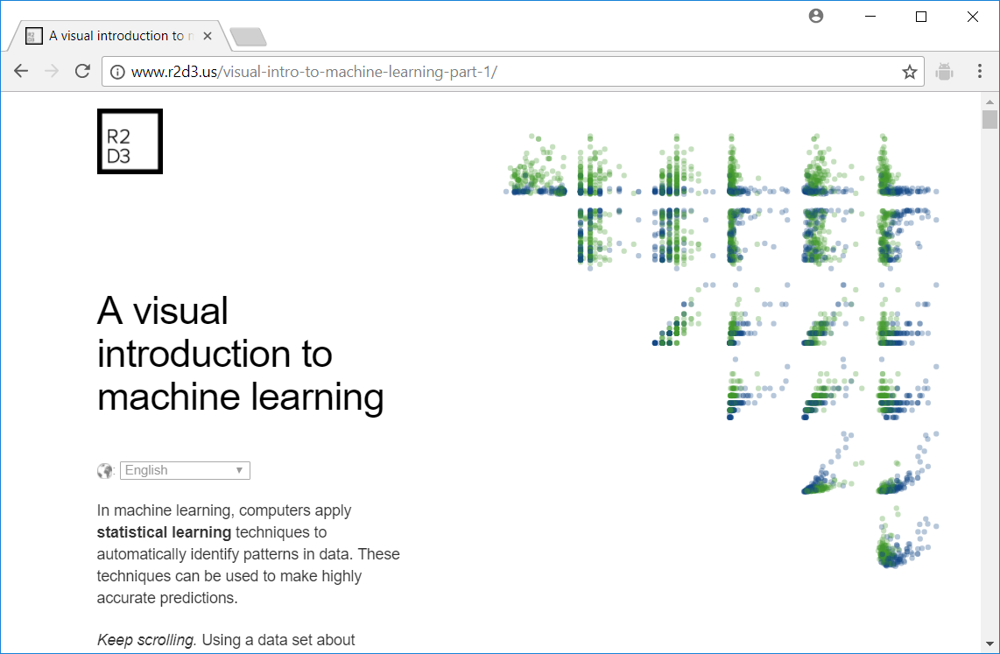 A visual introduction to
www.r2d3.us/visual-intro-to-machine-learning-part-1/
R2
D3
A visual
introduction to
machine learning
English
In machine learning, computers apply
statistical learning techniques to
automatically identify patterns in data. These
techniques can be used to make highly
accurate predictions.
Keep scrolling. Using a data set about